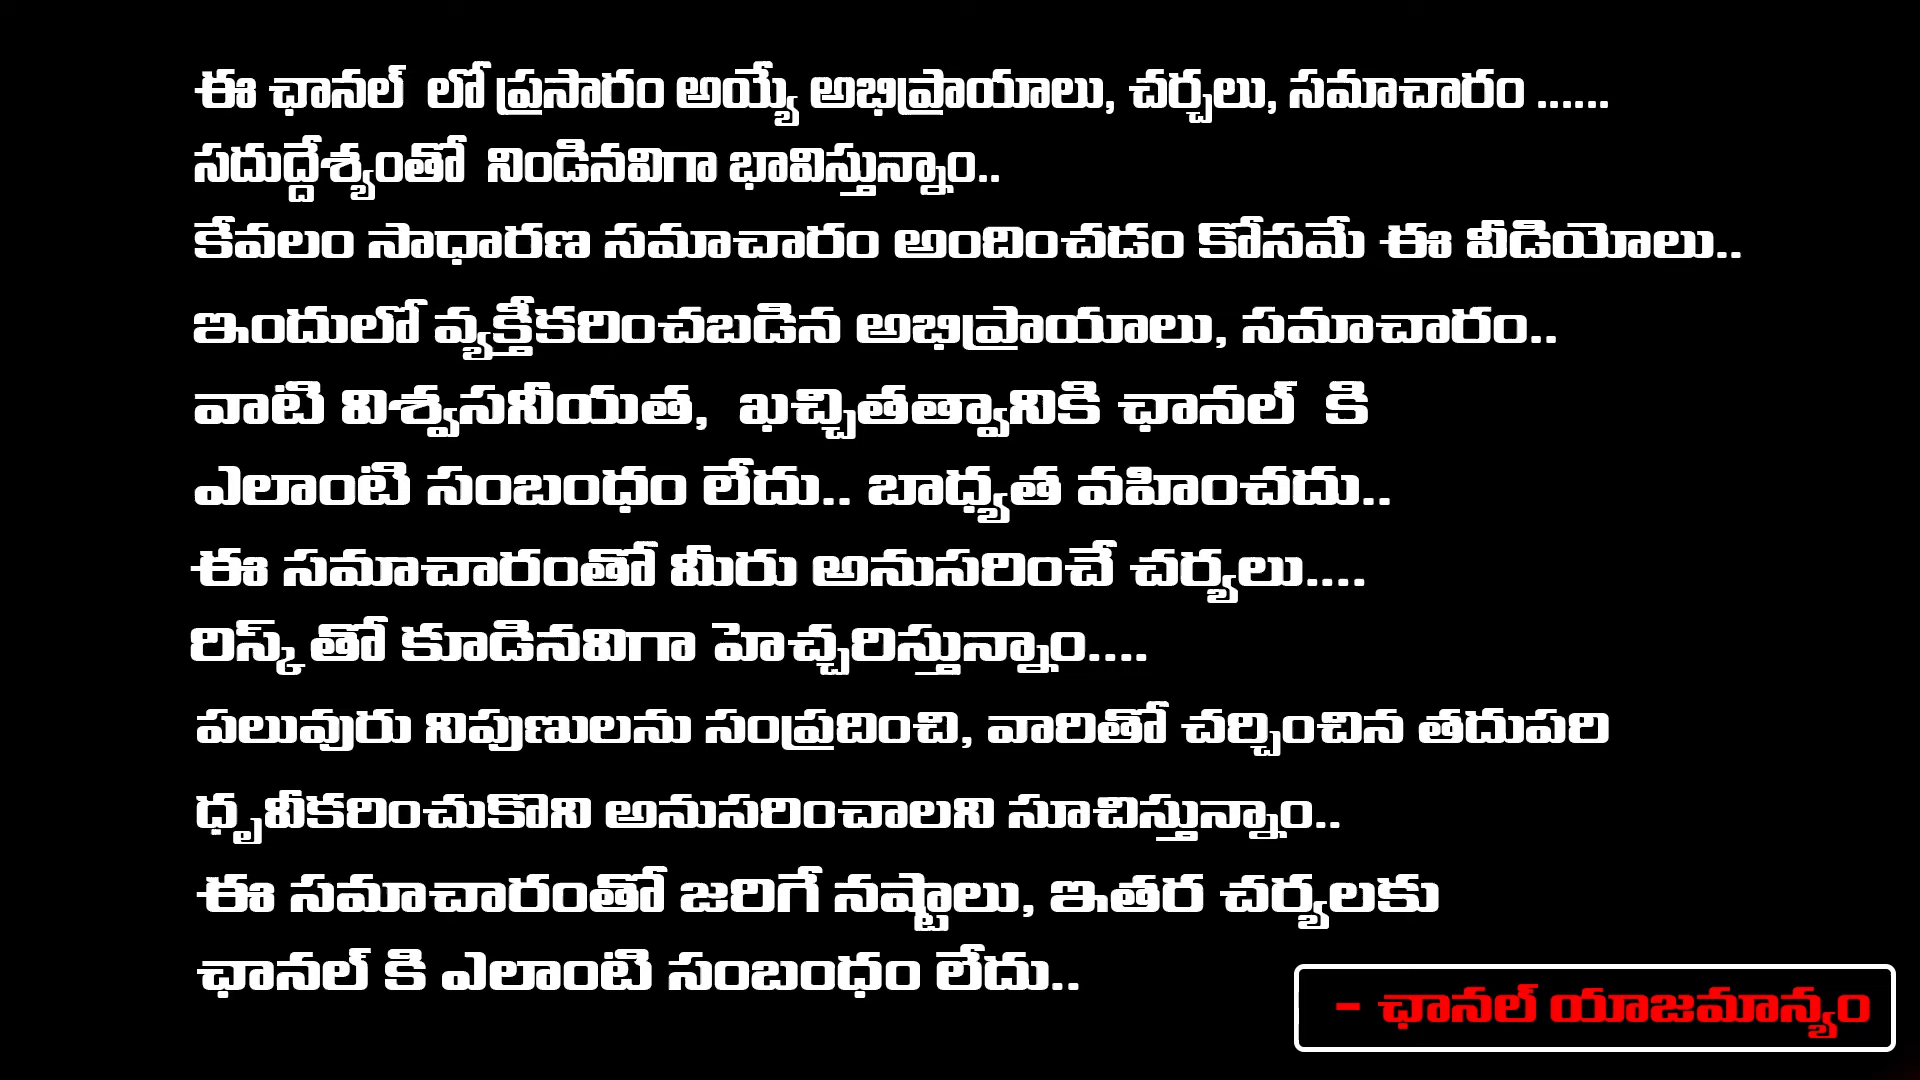 ఈ ఛానల్ లో ప్రసారం అయ్యే అభిప్రాయాలు, చర్చలు, సమాచారం ......
సదుద్దేశ్యంతో నిండినవిగా భావిస్తున్నాం..
కేవలం సాధారణ సమాచారం అందించడం కోసమే ఈ వీడియోలు..
ఇందులో వ్యక్తీకరించబడిన అభిప్రాయాలు, సమాచారం..
వాటి విశ్వసనీయత, ఖచ్చితత్వానికి ఛానల్ కి
ఎలాంటి సంబంధం లేదు.. బాధ్యత వహించదు..
ఈ సమాచారంతో మీరు అనుసరించే చర్యలు....
రిస్క్ తో కూడినవిగా హెచ్చరిస్తున్నాం....
పలువురు నిపుణులను సంప్రదించి, వారితో చర్చించిన తదుపరి
ధృవీకరించుకొని అనుసరించాలని సూచిస్తున్నాం..
ఈ సమాచారంతో జరిగే నష్టాలు, ఇతర చర్యలకు
ఛానల్ కి ఎలాంటి సంబంధం లేదు..
- ఛానల్ యాజమాన్యం